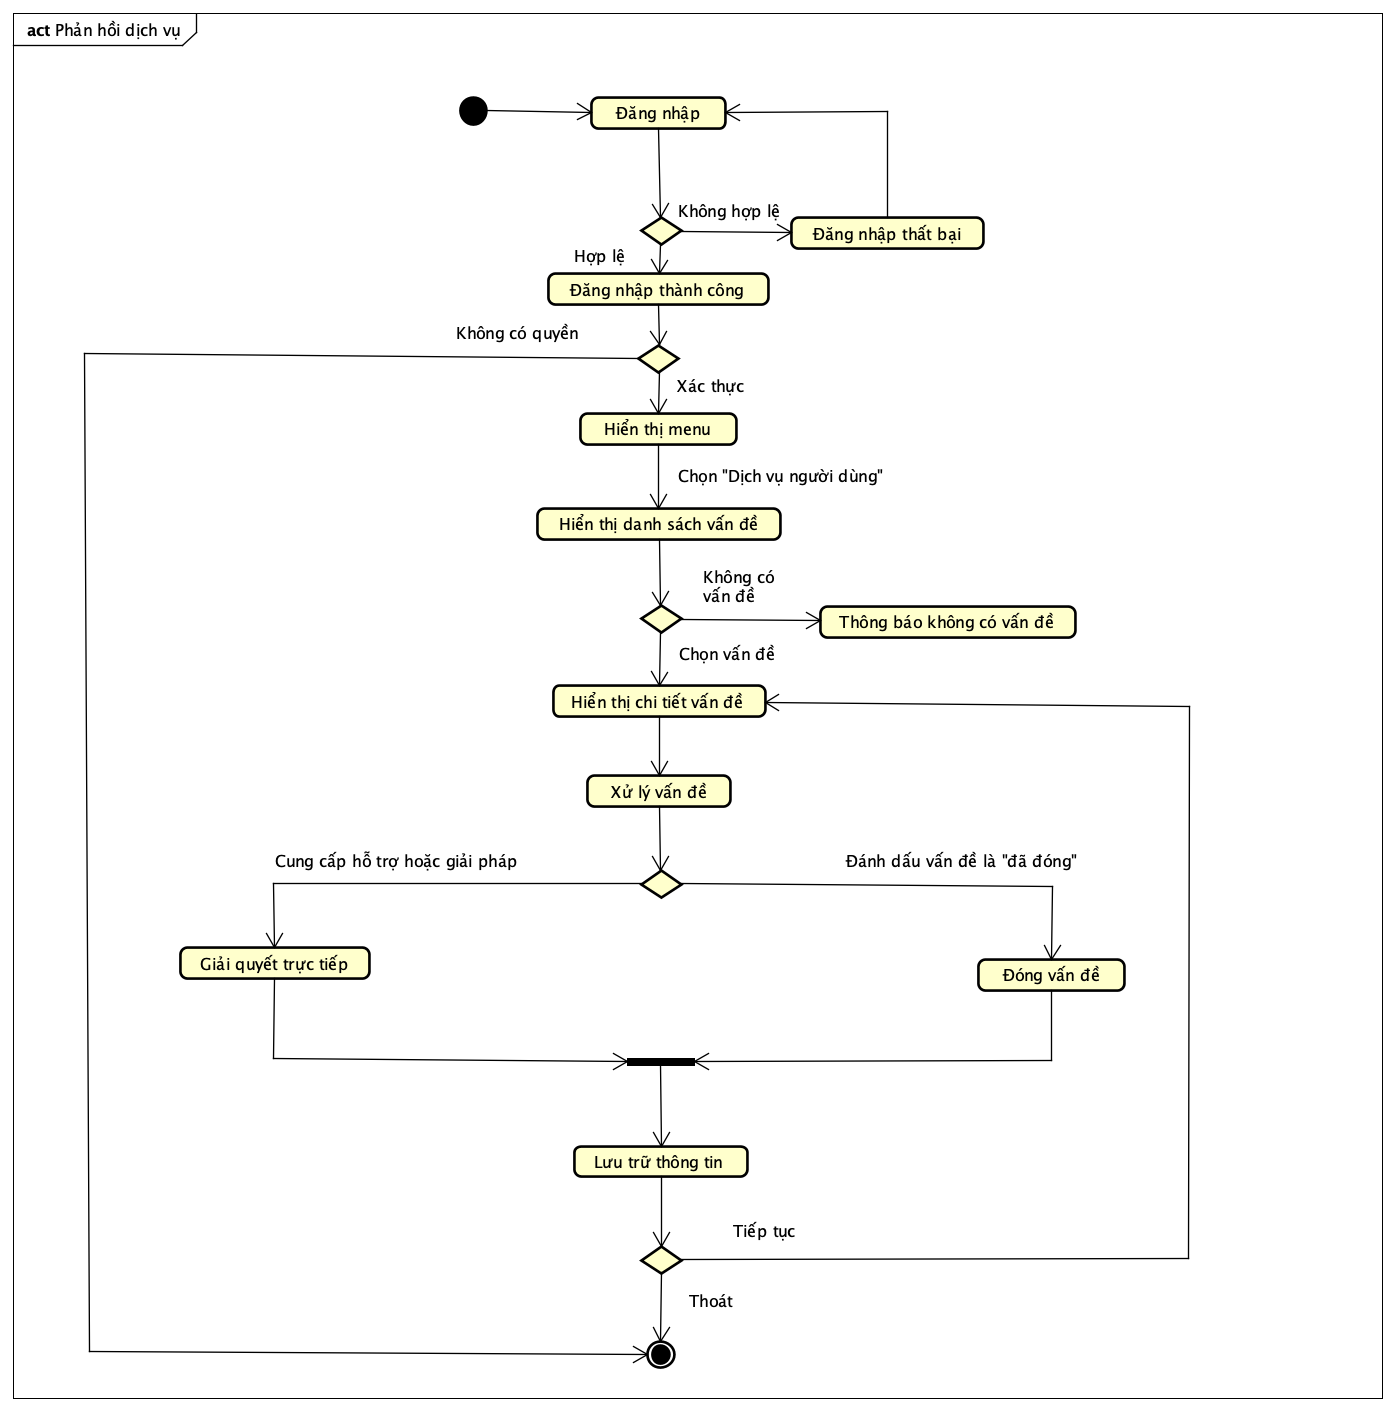 act Phản hồi dịch vụ
Đăng nhập
Không hợp lệ
Đăng nhập thất bại
Hợp lệ
Đăng nhập thành công
Không có quyền
Xác thực
Hiển thị menu
Chọn "Dịch vụ người dùng"
Hiển thị danh sách vấn đề
Không có
vấn đề
Thông báo không có vấn đề
Chọn vấn đề
Hiển thị chi tiết vấn đề
Xử lý vấn đề
Cung cấp hỗ trợ hoặc giải pháp
Đánh dấu vấn đề là "đã đóng"
Giải quyết trực tiếp
Đóng vấn đề
Lưu trữ thông tin
Tiếp tục
Thoát